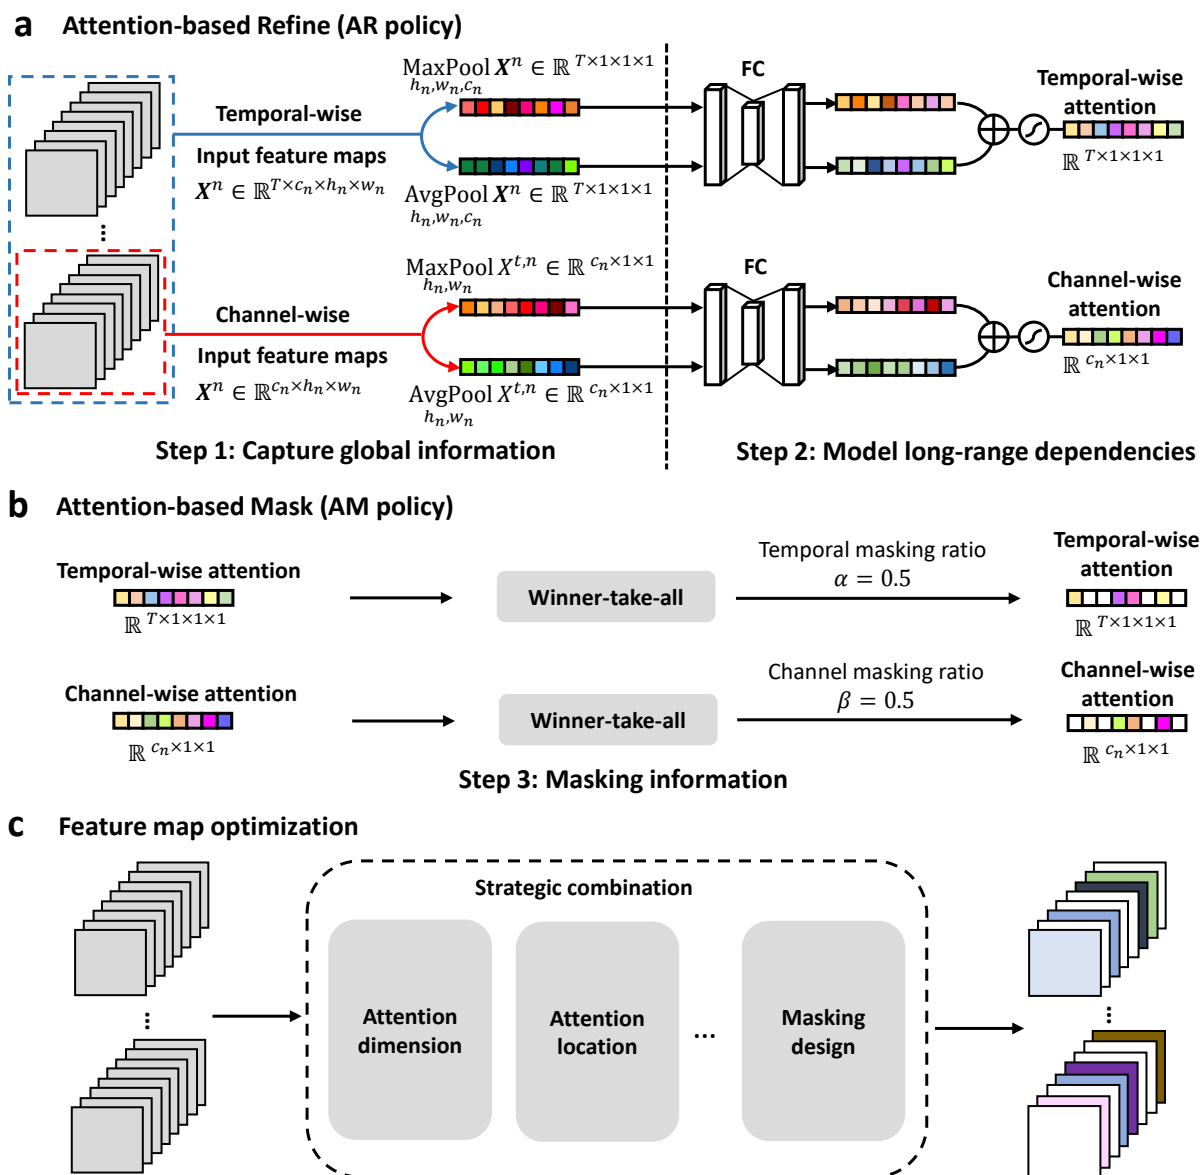 a Attention-based Refine (AR policy)
MaxPool X^n ∈ ℝ^{T×1×1×1}
h_n,w_n,c_n
FC
Temporal-wise
attention
Temporal-wise
Input feature maps
X^n ∈ ℝ^{T×c_n×h_n×w_n}
ℝ^{T×1×1×1}
AvgPool X^n ∈ ℝ^{T×1×1×1}
h_n,w_n,c_n
MaxPool X^{t,n} ∈ ℝ^{c_n×1×1}
h_n,w_n
FC
Channel-wise
attention
Channel-wise
Input feature maps
X^n ∈ ℝ^{c_n×h_n×w_n}
ℝ^{c_n×1×1}
AvgPool X^{t,n} ∈ ℝ^{c_n×1×1}
h_n,w_n
Step 1: Capture global information
Step 2: Model long-range dependencies
b Attention-based Mask (AM policy)
Temporal-wise attention
ℝ^{T×1×1×1}
Winner-take-all
Temporal masking ratio
α = 0.5
Temporal-wise
attention
ℝ^{T×1×1×1}
Channel-wise attention
ℝ^{c_n×1×1}
Winner-take-all
Channel masking ratio
β = 0.5
Channel-wise
attention
ℝ^{c_n×1×1}
Step 3: Masking information
c Feature map optimization
Strategic combination
Attention
dimension
Attention
location
...
Masking
design